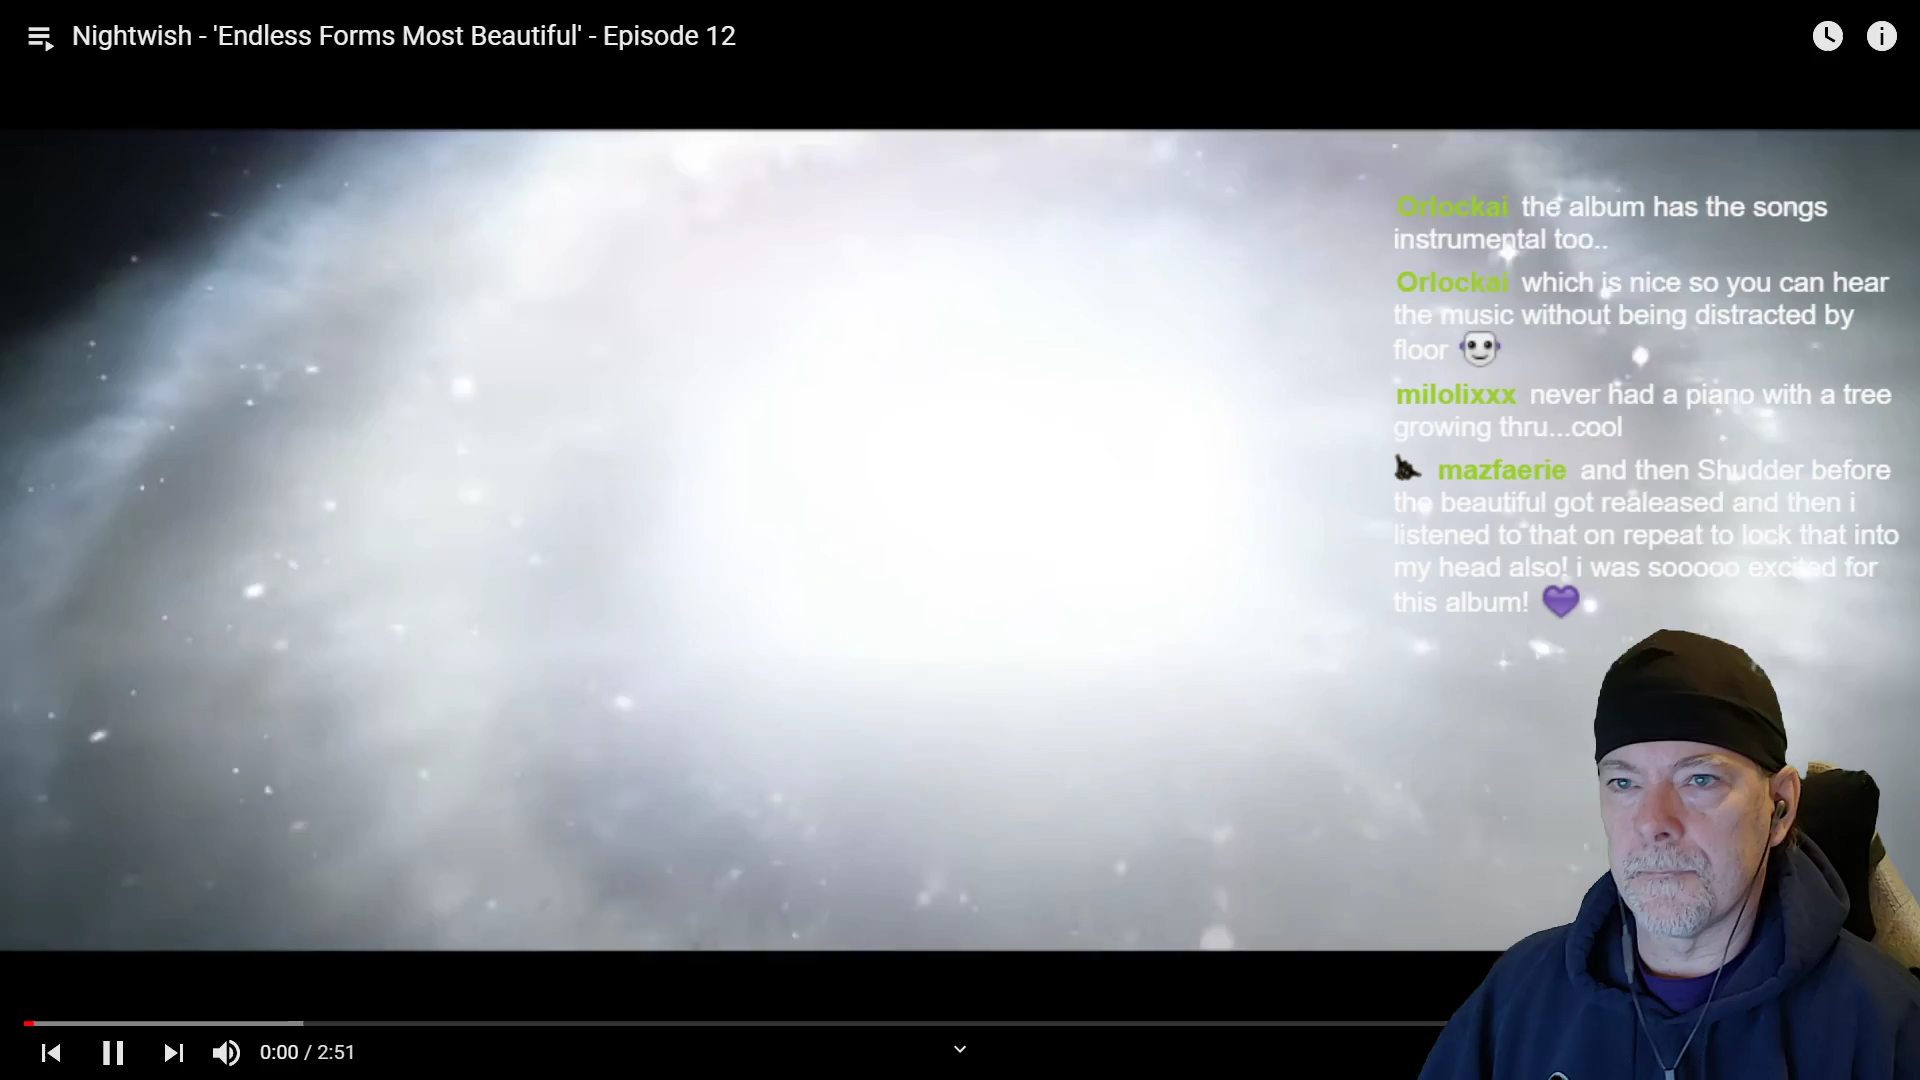 Nightwish - 'Endless Forms Most Beautiful' - Episode 12
Orlockai the album has the songs
instrumental too..
Orlockai which is nice so you can hear
the music without being distracted by
floor
milolixxx never had a piano with a tree
growing thru...cool
mazfaerie and then Shudder before
the beautiful got realeased and then i
listened to that on repeat to lock that into
my head also! i was sooooo excited for
this album!
0:00 / 2:51